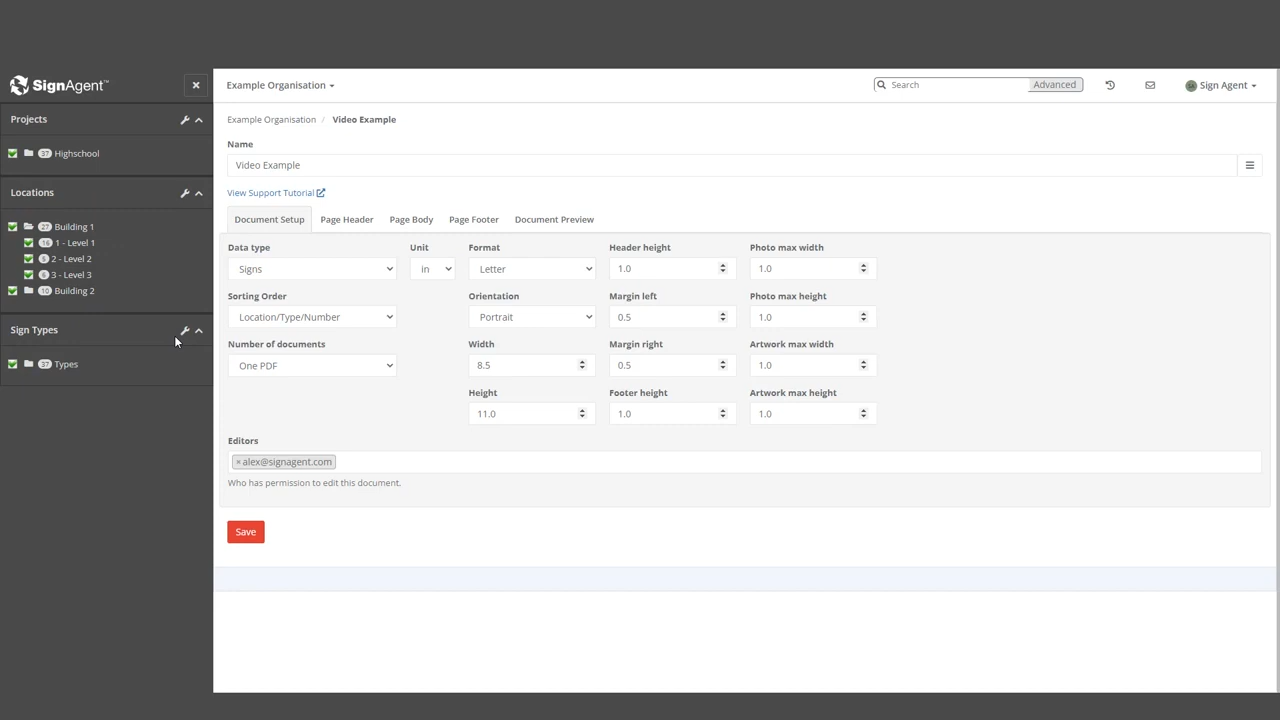 SignAgent™
Projects
37 Highschool
Locations
27 Building 1
16 1 - Level 1
2 - Level 2
3 - Level 3
10 Building 2
Sign Types
37 Types
Example Organisation
Search Advanced
Sign Agent
Example Organisation / Video Example
Name
Video Example
View Support Tutorial
Document Setup Page Header Page Body Page Footer Document Preview
Data type Unit Format Header height Photo max width
Signs in Letter 1.0 1.0
Sorting Order Orientation Margin left Photo max height
Location/Type/Number Portrait 0.5 1.0
Number of documents Width Margin right Artwork max width
One PDF 8.5 0.5 1.0
Height Footer height Artwork max height
11.0 1.0 1.0
Editors
× alex@signagent.com
Who has permission to edit this document.
Save